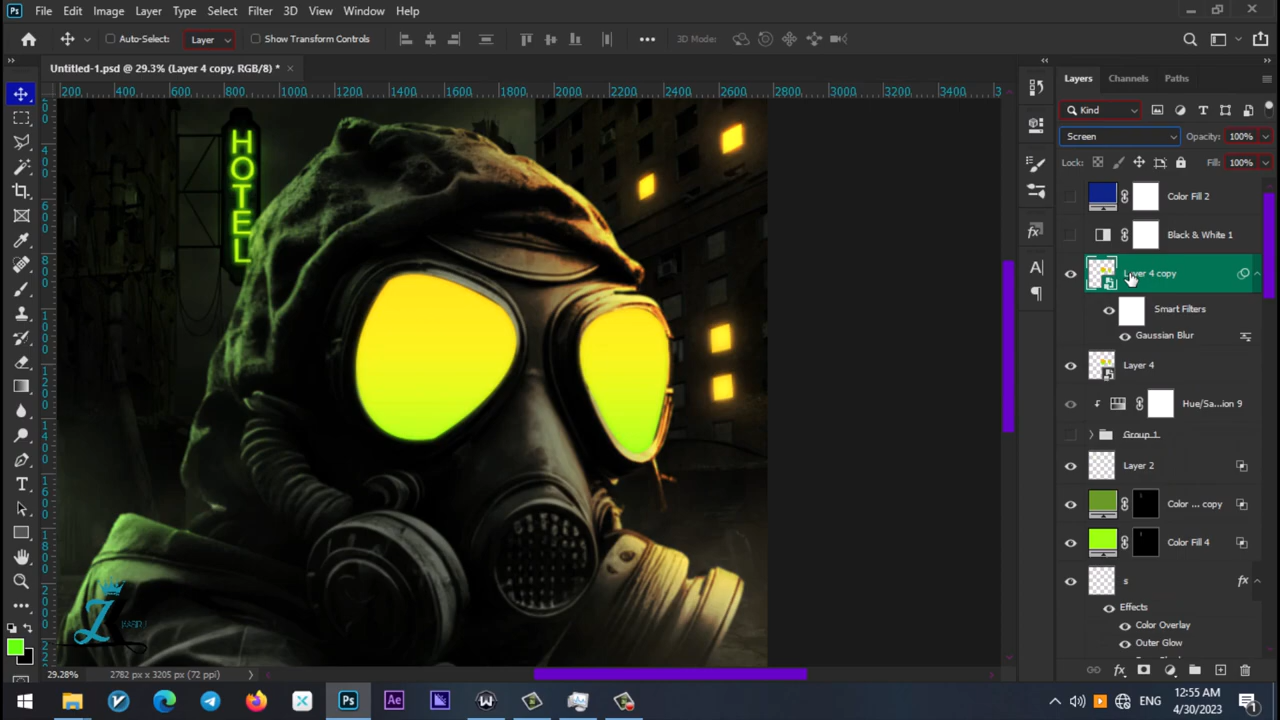 Ps File Edit Image Layer Type Select Filter 3D View Window Help
Auto-Select: Layer Show Transform Controls 3D Mode:
Untitled-1.psd @ 29.3% (Layer 4 copy, RGB/8) * ×
200 400 600 800 1000 1200 1400 1600 1800 2000 2200 2400 2600 2800 3000 3200 3400
HOTEL
Layers Channels Paths
Kind
Screen Opacity: 100%
Lock: Fill: 100%
Color Fill 2
Black & White 1
Layer 4 copy
Smart Filters
Gaussian Blur
Layer 4
Hue/Sa...ion 9
Group 1
Layer 2
Color ... copy
Color Fill 4
s fx
Effects
Color Overlay
Outer Glow
29.28% 2782 px x 3205 px (72 ppi)
Ps Ae ENG 12:55 AM
4/30/2023